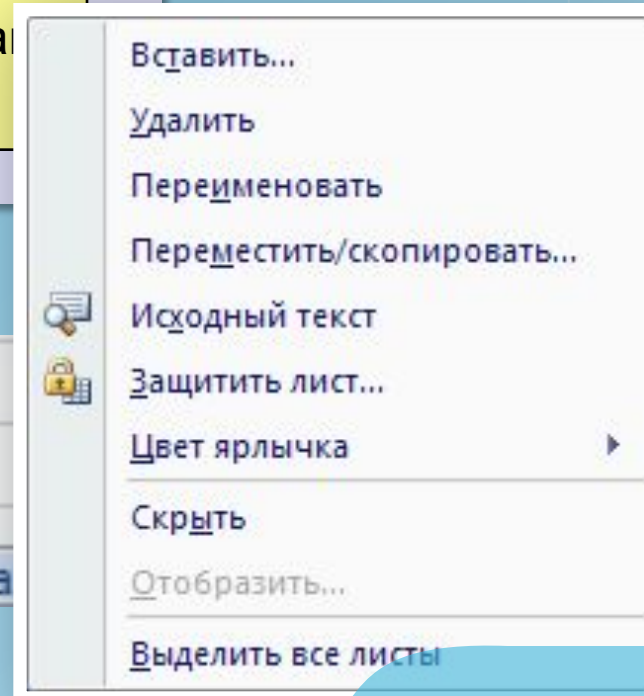 Вставить...
Удалить
Переименовать
Переместить/скопировать...
Исходный текст
Защитить лист...
Цвет ярлычка
Скрыть
Отобразить...
Выделить все листы